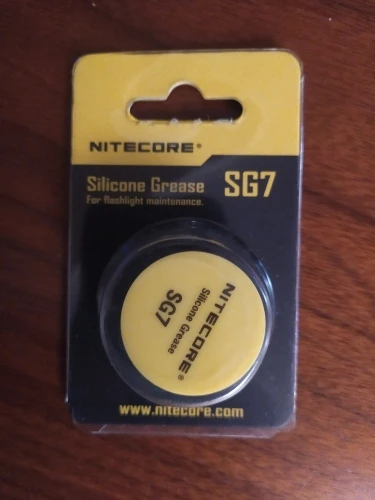 NITECORE®
Silicone Grease SG7
For flashlight maintenance.
NITECORE®
Silicone Grease
SG7
www.nitecore.com